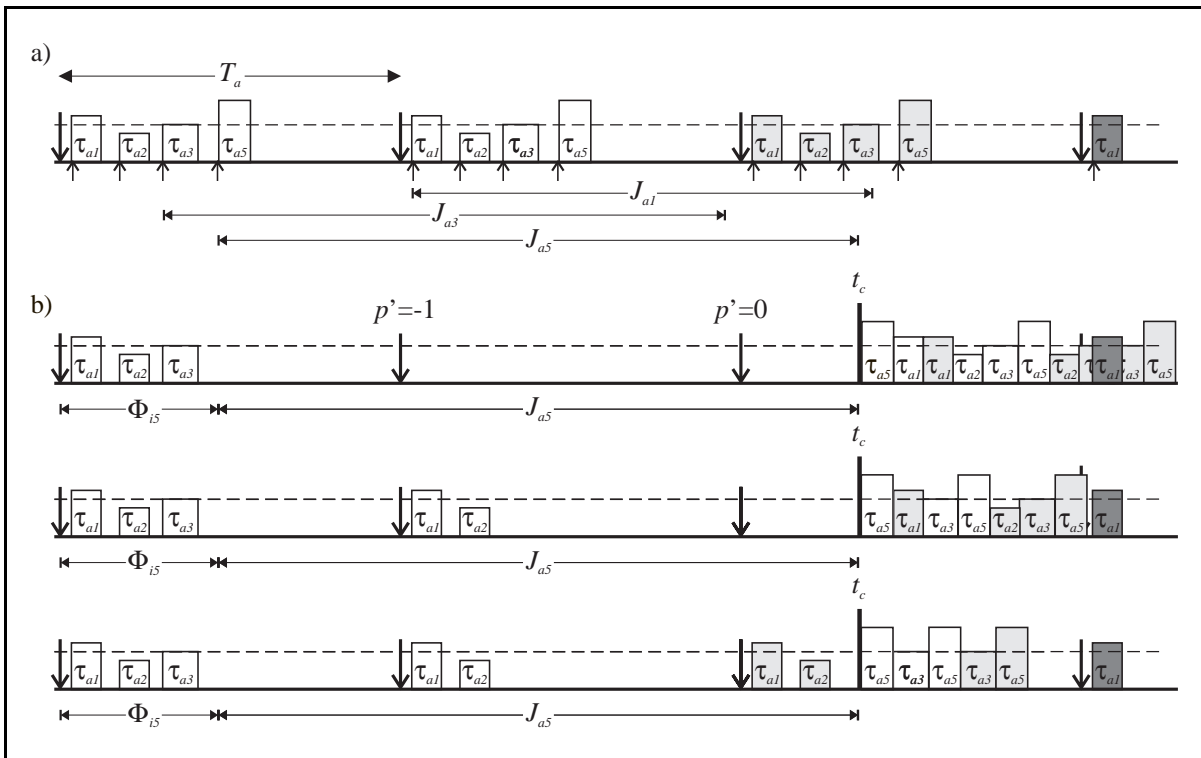 a)
T_a
τ_a1 τ_a2 τ_a3 τ_a5 τ_a1 τ_a2 τ_a3 τ_a5 τ_a1 τ_a2 τ_a3 τ_a5 τ_a1
J_a1
J_a3
J_a5
t_c
b)
p’=-1 p’=0
τ_a1 τ_a2 τ_a3 τ_a5 τ_a1 τ_a1 τ_a2 τ_a3 τ_a5 τ_a2 τ τ_a1 τ_a3 τ_a5
Φ_i5 J_a5
t_c
τ_a1 τ_a2 τ_a3 τ_a1 τ_a2 τ_a5 τ_a1 τ_a3 τ_a5 τ_a2 τ_a3 τ_a5 τ_a1
Φ_i5 J_a5
t_c
τ_a1 τ_a2 τ_a3 τ_a1 τ_a2 τ_a1 τ_a2 τ_a5 τ_a3 τ_a5 τ_a3 τ_a5 τ_a1
Φ_i5 J_a5